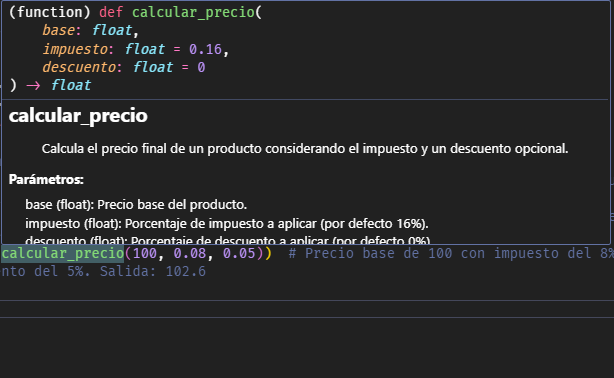 (function) def calcular_precio(
base: float,
impuesto: float = 0.16,
descuento: float = 0
) -> float
calcular_precio
Calcula el precio final de un producto considerando el impuesto y un descuento opcional.
Parámetros:
base (float): Precio base del producto.
impuesto (float): Porcentaje de impuesto a aplicar (por defecto 16%).
descuento (float): Porcentaje de descuento a aplicar (por defecto 0%)
calcular_precio(100, 0.08, 0.05)) # Precio base de 100 con impuesto del 8%
nto del 5%. Salida: 102.6